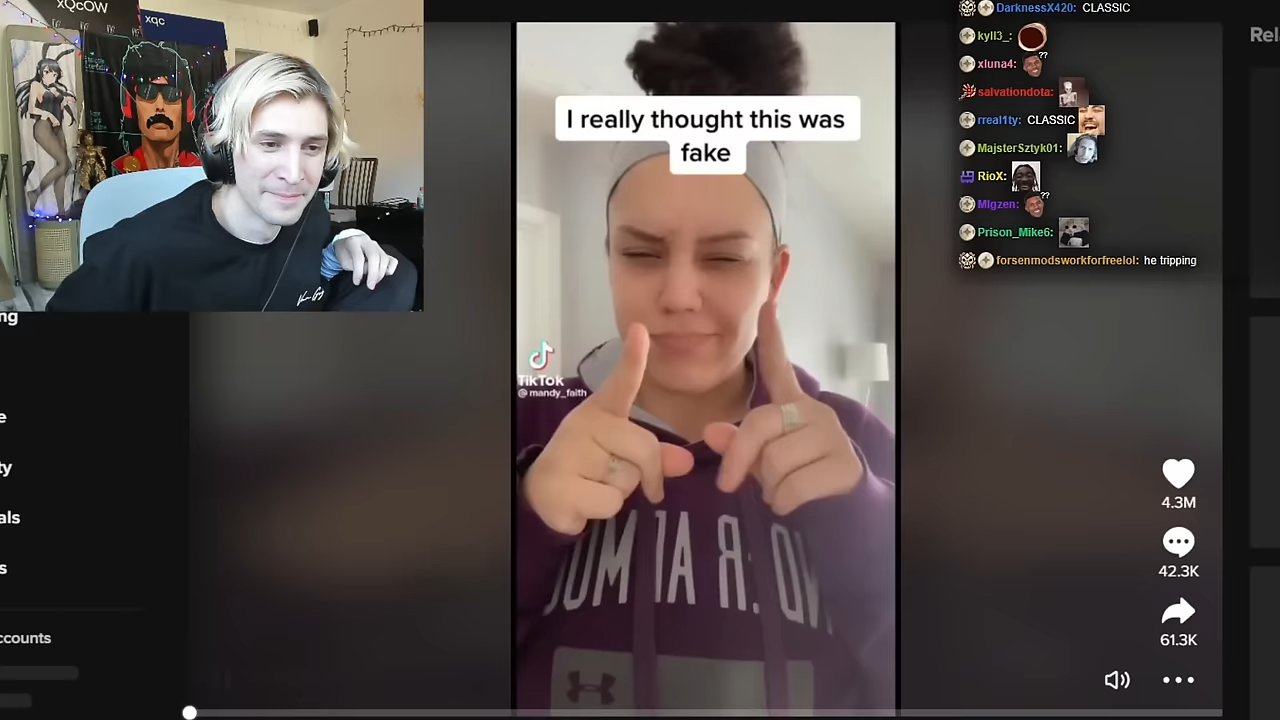 xQcOW
xqc
I really thought this was
fake
TikTok
@ mandy_faith
DarknessX420: CLASSIC
kyll3_:
??
xluna4:
salvationdota:
rreal1ty: CLASSIC
MajsterSztyk01:
RioX:
??
MIgzen:
Prison_Mike6:
forsenmodsworkforfreelol: he tripping
Rel
ng
e
ty
als
s
ccounts
4.3M
42.3K
61.3K